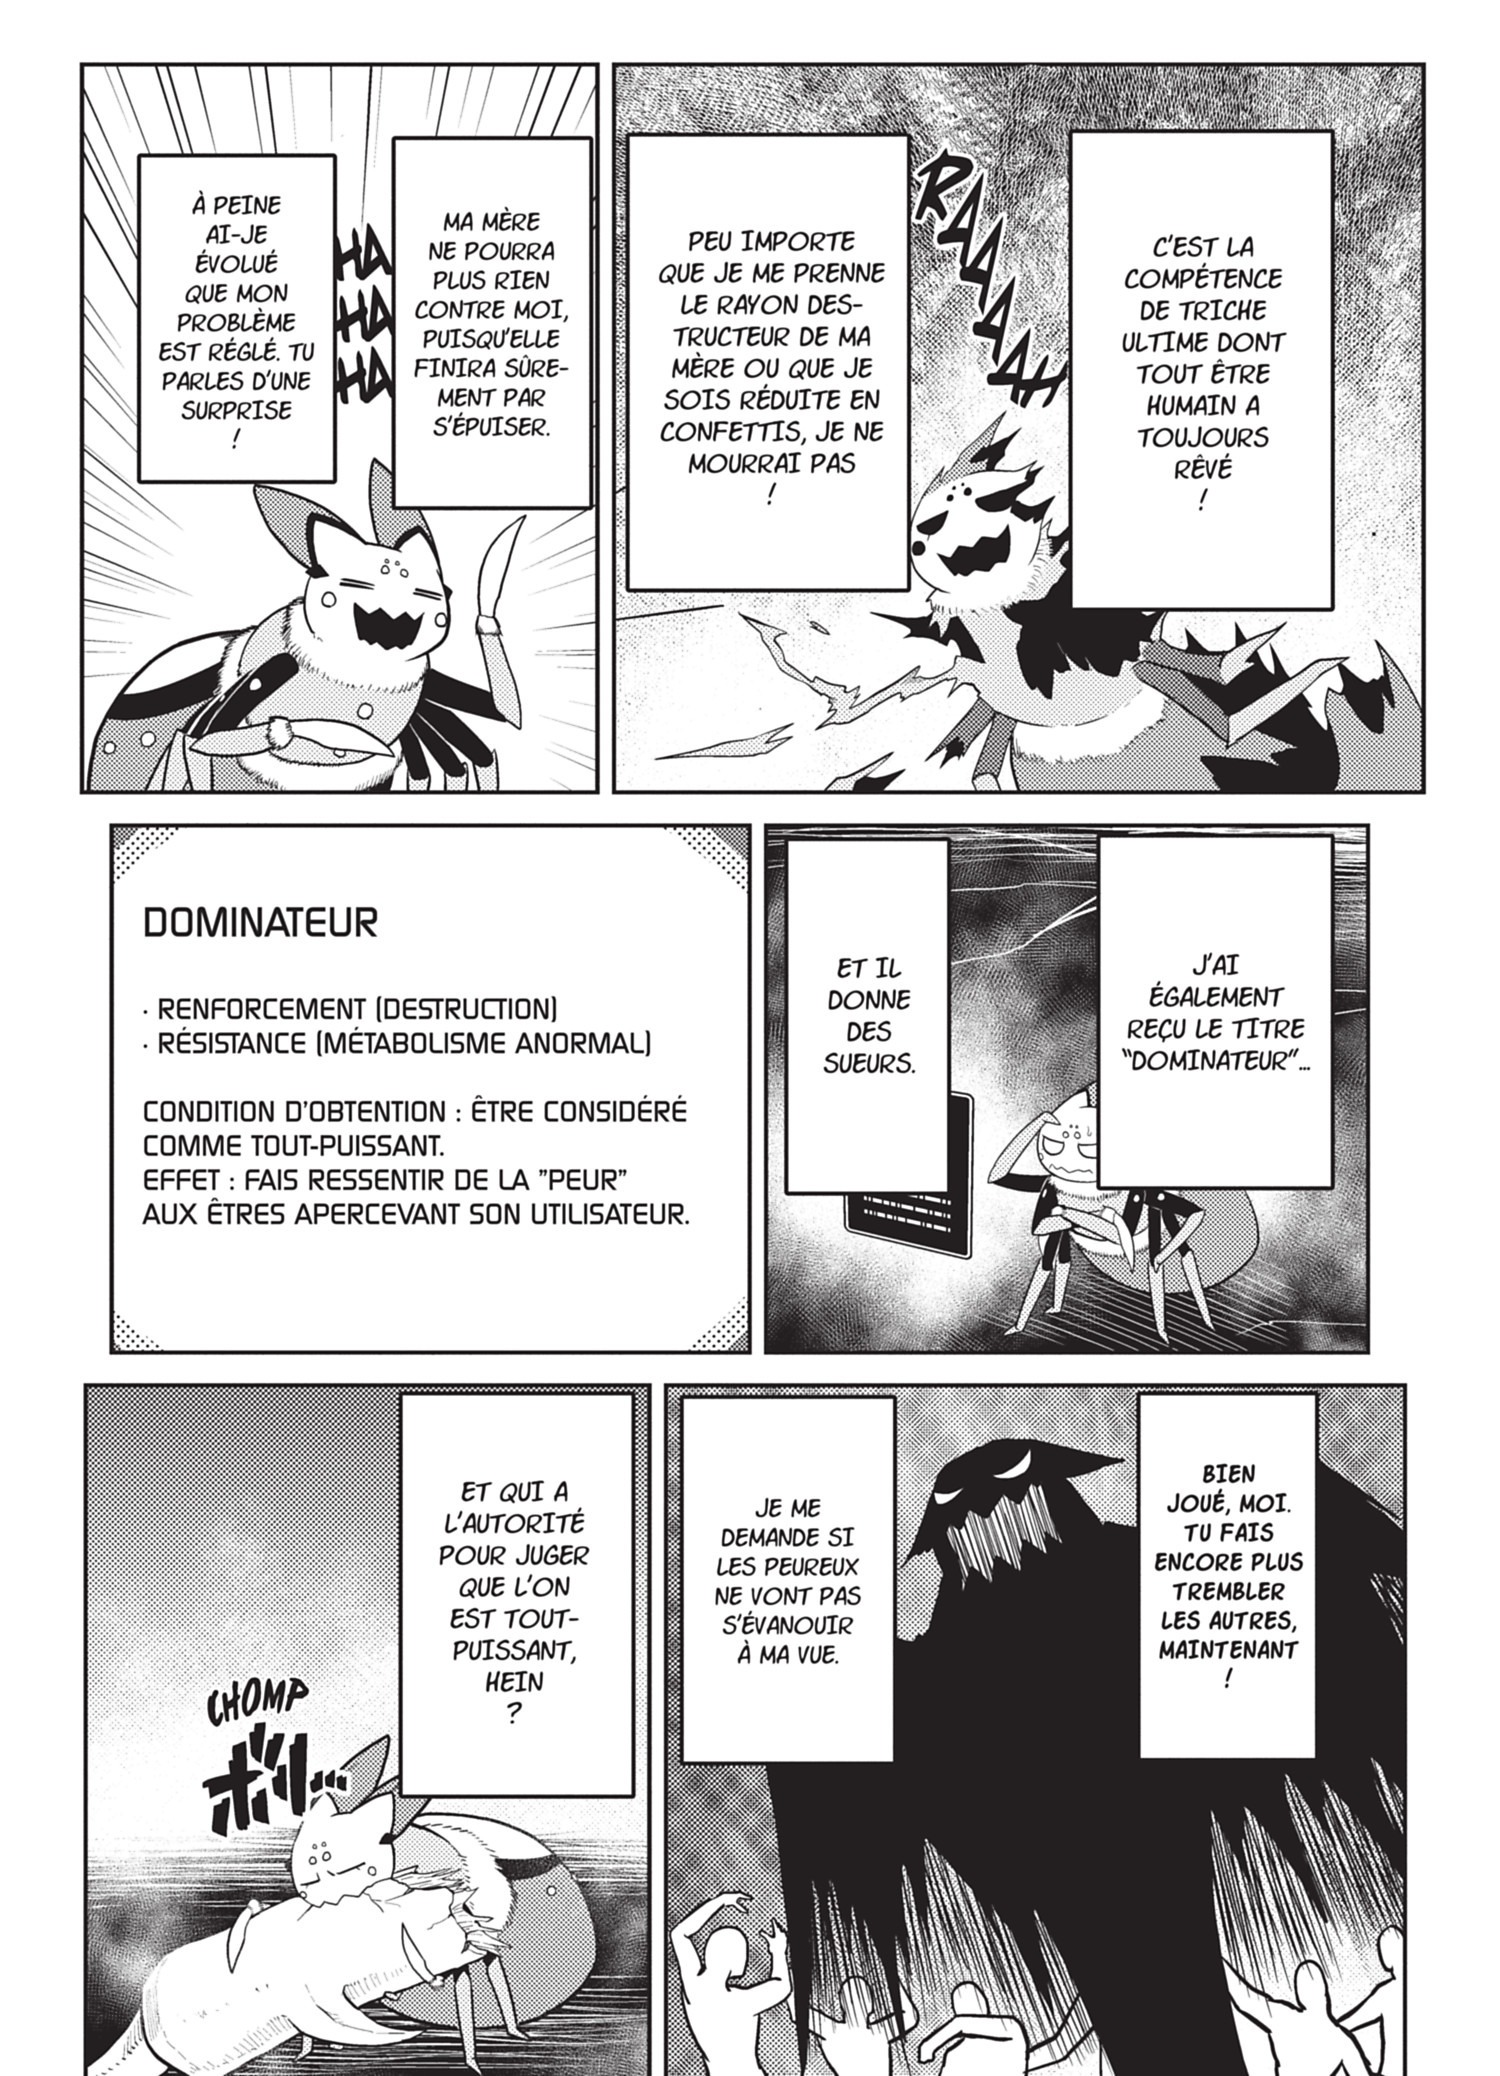 C'EST LA
COMPÉTENCE
DE TRICHE
ULTIME DONT
TOUT ÊTRE
HUMAIN A
TOUJOURS
RÊVÉ
!
RAAAAAH
PEU IMPORTE
QUE JE ME PRENNE
LE RAYON DES-
TRUCTEUR DE MA
MÈRE OU QUE JE
SOIS RÉDUITE EN
CONFETTIS, JE NE
MOURRAI PAS
!
MA MÈRE
NE POURRA
PLUS RIEN
CONTRE MOI,
PUISQU'ELLE
FINIRA SÛRE-
MENT PAR
S'ÉPUISER.
HA
HA
HA
À PEINE
AI-JE
ÉVOLUÉ
QUE MON
PROBLÈME
EST RÉGLÉ. TU
PARLES D'UNE
SURPRISE
!
J'AI
ÉGALEMENT
REÇU LE TITRE
"DOMINATEUR"...
ET IL
DONNE
DES
SUEURS.
DOMINATEUR
· RENFORCEMENT (DESTRUCTION)
· RÉSISTANCE (MÉTABOLISME ANORMAL)
CONDITION D'OBTENTION : ÊTRE CONSIDÉRÉ
COMME TOUT-PUISSANT.
EFFET : FAIS RESSENTIR DE LA "PEUR"
AUX ÊTRES APERCEVANT SON UTILISATEUR.
BIEN
JOUÉ, MOI.
TU FAIS
ENCORE PLUS
TREMBLER
LES AUTRES,
MAINTENANT
!
JE ME
DEMANDE SI
LES PEUREUX
NE VONT PAS
S'ÉVANOUIR
À MA VUE.
ET QUI A
L'AUTORITÉ
POUR JUGER
QUE L'ON
EST TOUT-
PUISSANT,
HEIN
?
CHOMP
ボリ…